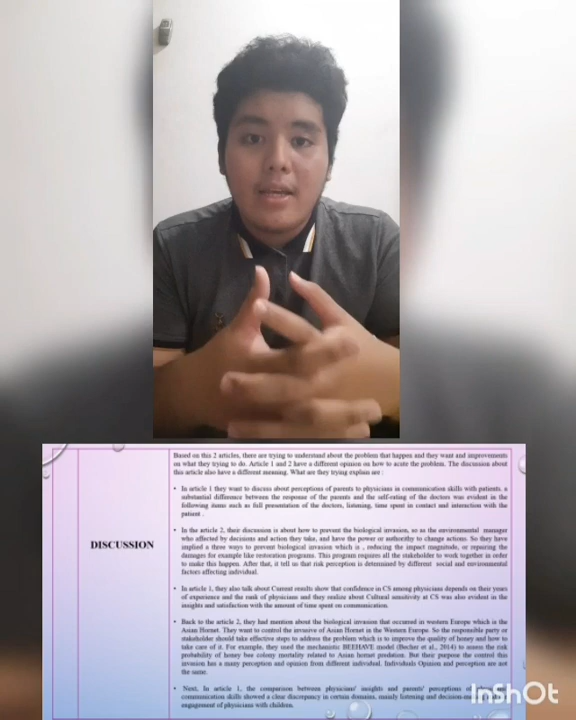 Based on this 2 articles, there are trying to understand about the problem that happen and they want and improvements
on what they trying to do. Article 1 and 2 have a different opinion on how to acute the problem. The discussion about
this article also have a different meaning. What are they trying explain are :
• In article 1 they want to discuss about perceptions of parents to physicians in communication skills with patients, a
substantial difference between the response of the parents and the self-rating of the doctors was evident in the
following items such as full presentation of the doctors, listening, time spent in contact and interaction with the
patient .
DISCUSSION
• In the article 2, their discussion is about how to prevent the biological invasion, so as the environmental manager
who affected by decisions and action they take, and have the power or authority to change actions. So they have
implied a three ways to prevent biological invasion which is , reducing the impact magnitude, or repairing the
damages for example like restoration programs. This program requires all the stakeholder to work together in order
to make this happen. After that, it tell us that risk perception is determined by different social and environmental
factors affecting individual.
• In article 1, they also talk about Current results show that confidence in CS among physicians depends on their years
of experience and the rank of physicians and they realize about Cultural sensitivity at CS was also evident in the
insights and satisfaction with the amount of time spent on communication.
• Back to the article 2, they had mention about the biological invasion that occurred in western Europe which is the
Asian Hornet. They want to control the invasive of Asian Hornet in the Western Europe. So the responsible party or
stakeholder should take effective steps to address the problem which is to improve the quality of honey and how to
take care of it. For example, they used the mechanistic BEEHAVE model (Becher et al., 2014) to assess the risk
probability of honey bee colony mortality related to Asian hornet predation. But their purpose the control this
invasion has a many perception and opinion from different individual. Individuals Opinion and perception are not
the same.
• Next, In article 1, the comparison between physicians' insights and parents' perceptions of
communication skills showed a clear discrepancy in certain domains, mainly listening and decision-
engagement of physicians with children.
InShOt